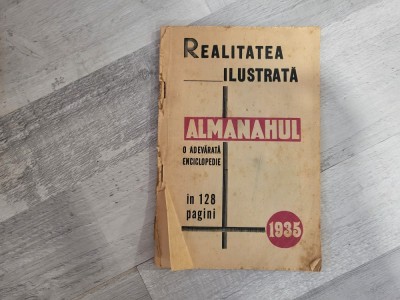 REALITATEA
ILUSTRATĂ
ALMANAHUL
O ADEVĂRATĂ
ENCICLOPEDIE
in 128
pagini
1935